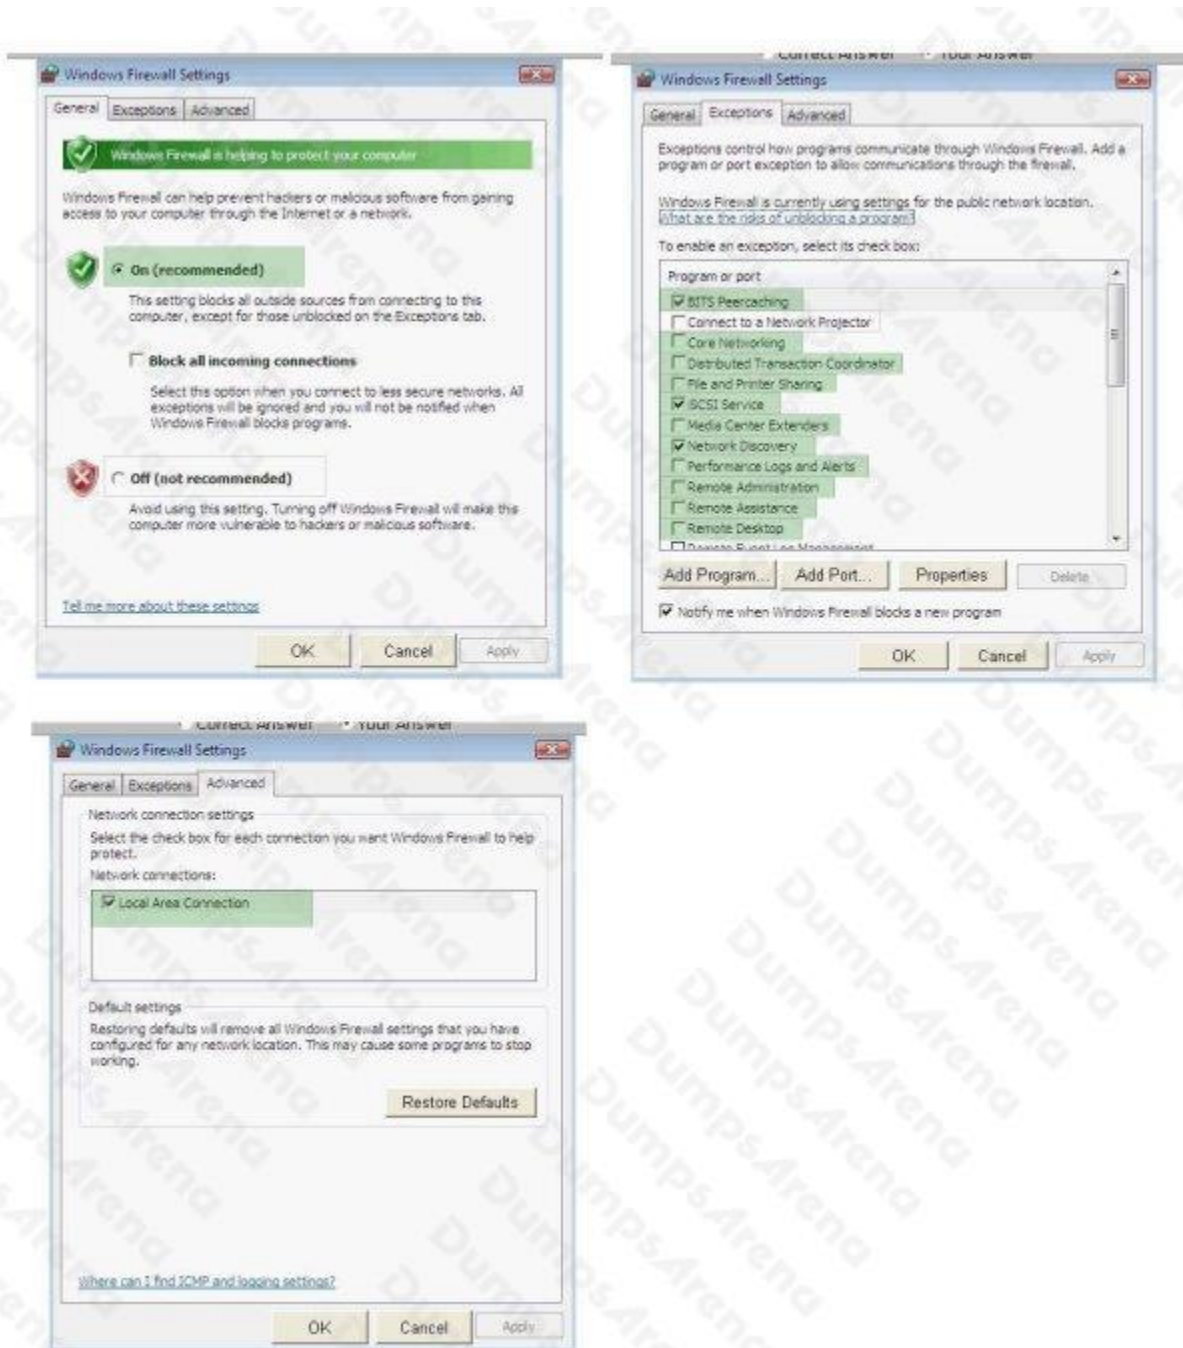 Windows Firewall Settings
General Exceptions Advanced
Windows Firewall is helping to protect your computer
Windows Firewall can help prevent hackers or malicious software from gaining
access to your computer through the Internet or a network.
On (recommended)
This setting blocks all outside sources from connecting to this
computer, except for those unblocked on the Exceptions tab.
Block all incoming connections
Select this option when you connect to less secure networks. All
exceptions will be ignored and you will not be notified when
Windows Firewall blocks programs.
Off (not recommended)
Avoid using this setting. Turning off Windows Firewall will make this
computer more vulnerable to hackers or malicious software.
Tell me more about these settings
OK Cancel Apply
Correct Answer Your Answer
Windows Firewall Settings
General Exceptions Advanced
Exceptions control how programs communicate through Windows Firewall. Add a
program or port exception to allow communications through the firewall.
Windows Firewall is currently using settings for the public network location.
What are the risks of unblocking a program?
To enable an exception, select its check box:
Program or port
BITS Peercaching
Connect to a Network Projector
Core Networking
Distributed Transaction Coordinator
File and Printer Sharing
iSCSI Service
Media Center Extenders
Network Discovery
Performance Logs and Alerts
Remote Administration
Remote Assistance
Remote Desktop
Remote Event Log Management
Add Program... Add Port... Properties Delete
Notify me when Windows Firewall blocks a new program
OK Cancel Apply
Correct Answer Your Answer
Windows Firewall Settings
General Exceptions Advanced
Network connection settings
Select the check box for each connection you want Windows Firewall to help
protect.
Network connections:
Local Area Connection
Default settings
Restoring defaults will remove all Windows Firewall settings that you have
configured for any network location. This may cause some programs to stop
working.
Restore Defaults
Where can I find ICMP and logging settings?
OK Cancel Apply
DumpsArena